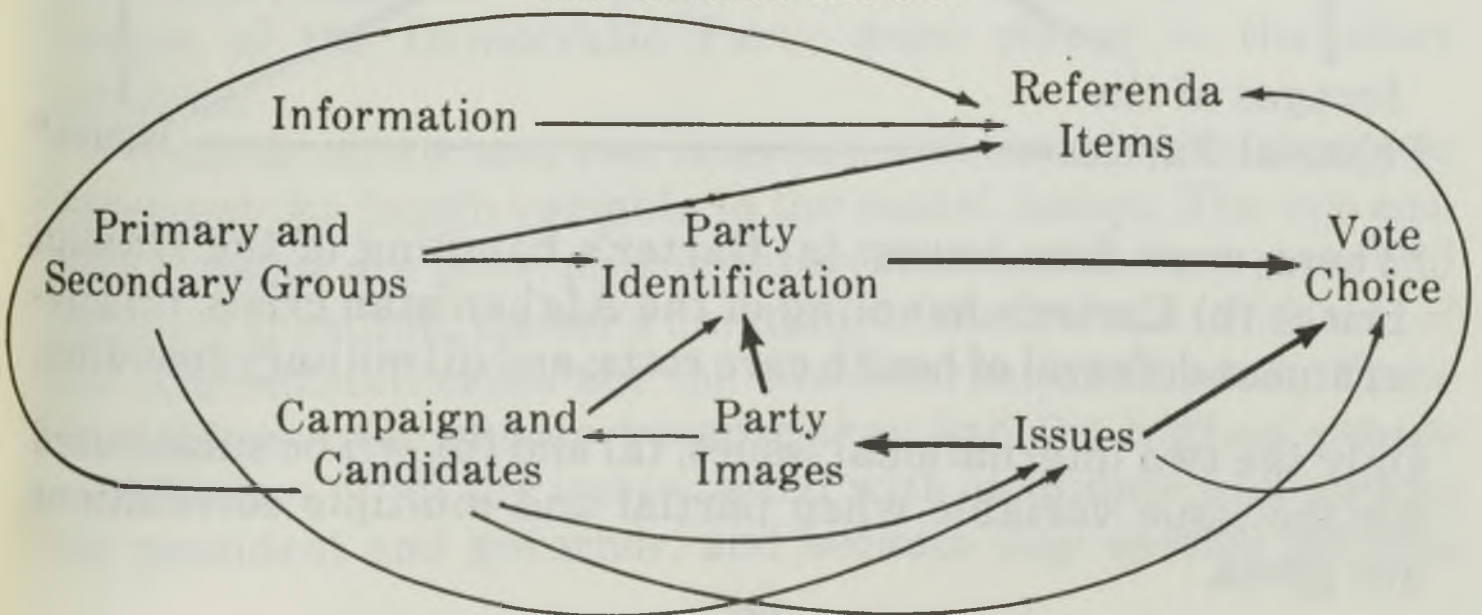 Information
Referenda
Items
Primary and
Secondary Groups
Party
Identification
Vote
Choice
Campaign and
Candidates
Party
Images
Issues